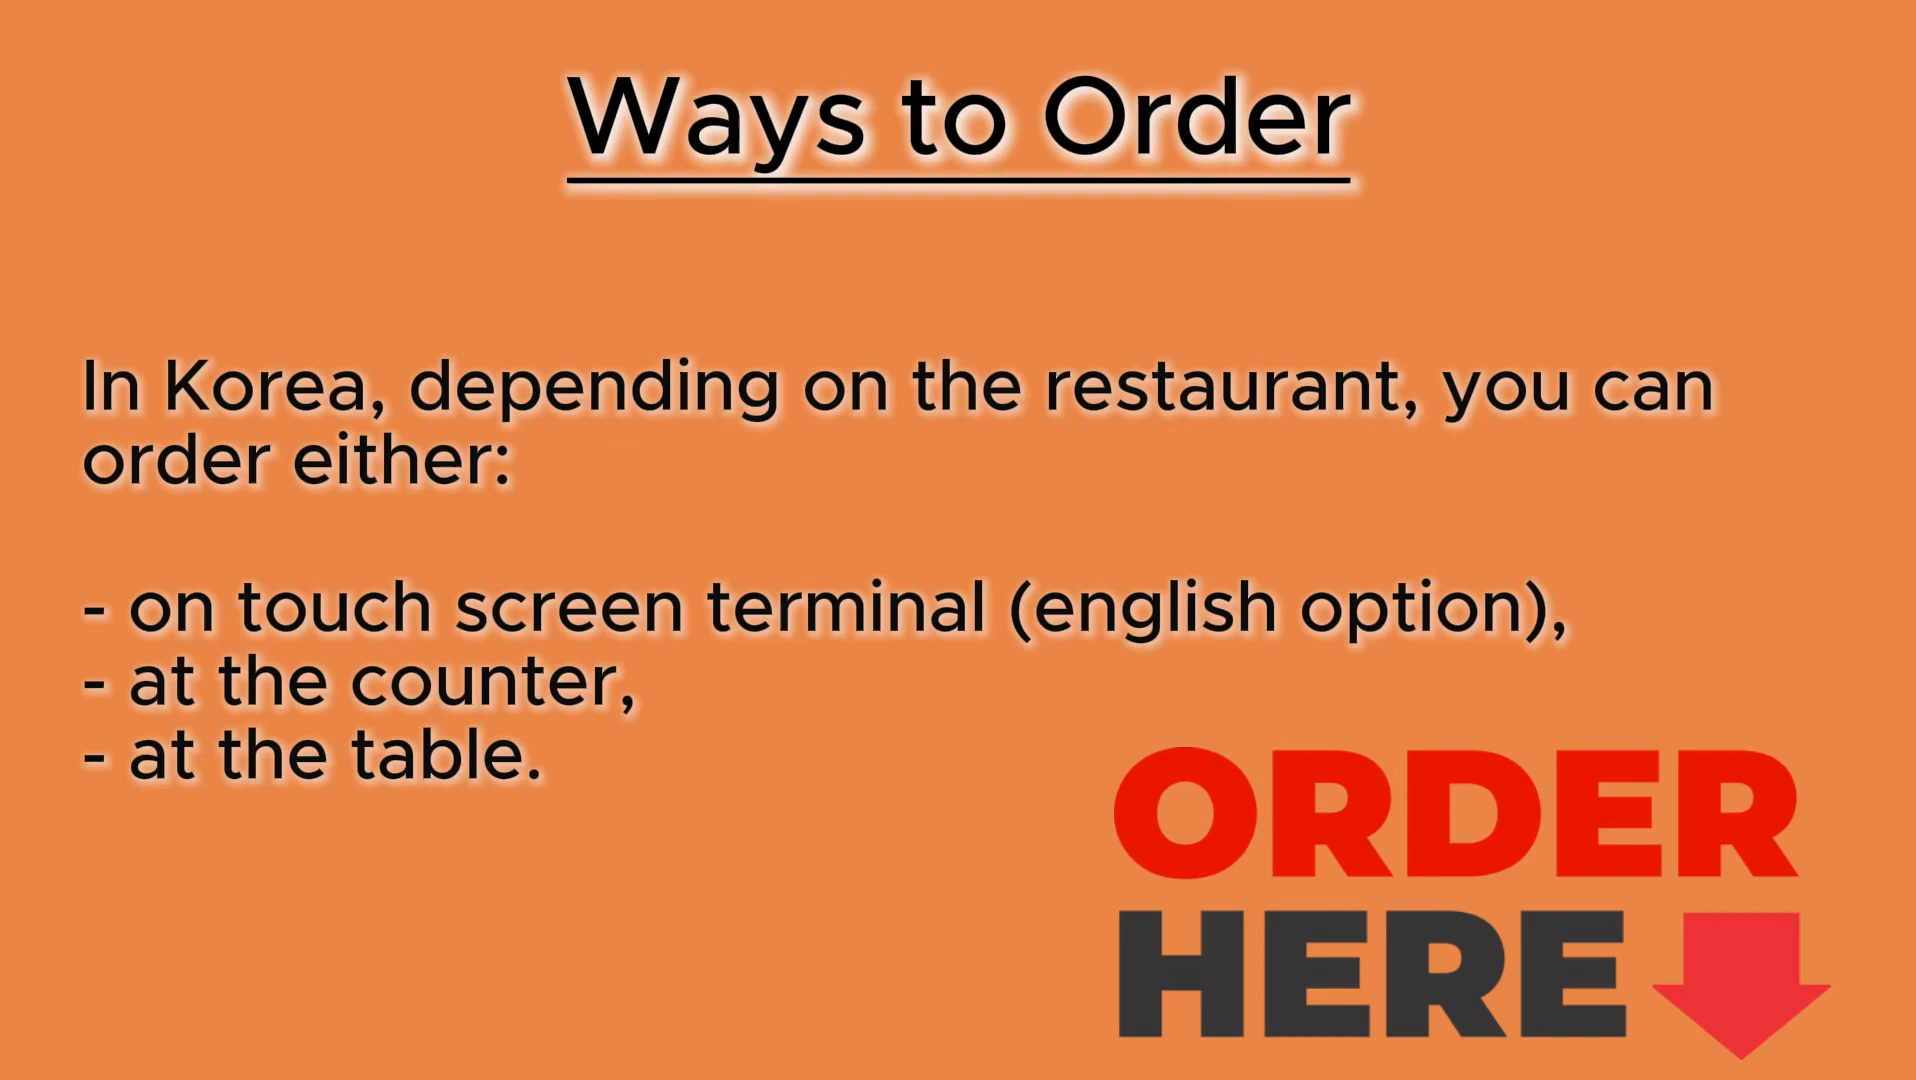 Ways to Order
In Korea, depending on the restaurant, you can
order either:
- on touch screen terminal (english option),
- at the counter,
- at the table.
ORDER
HERE